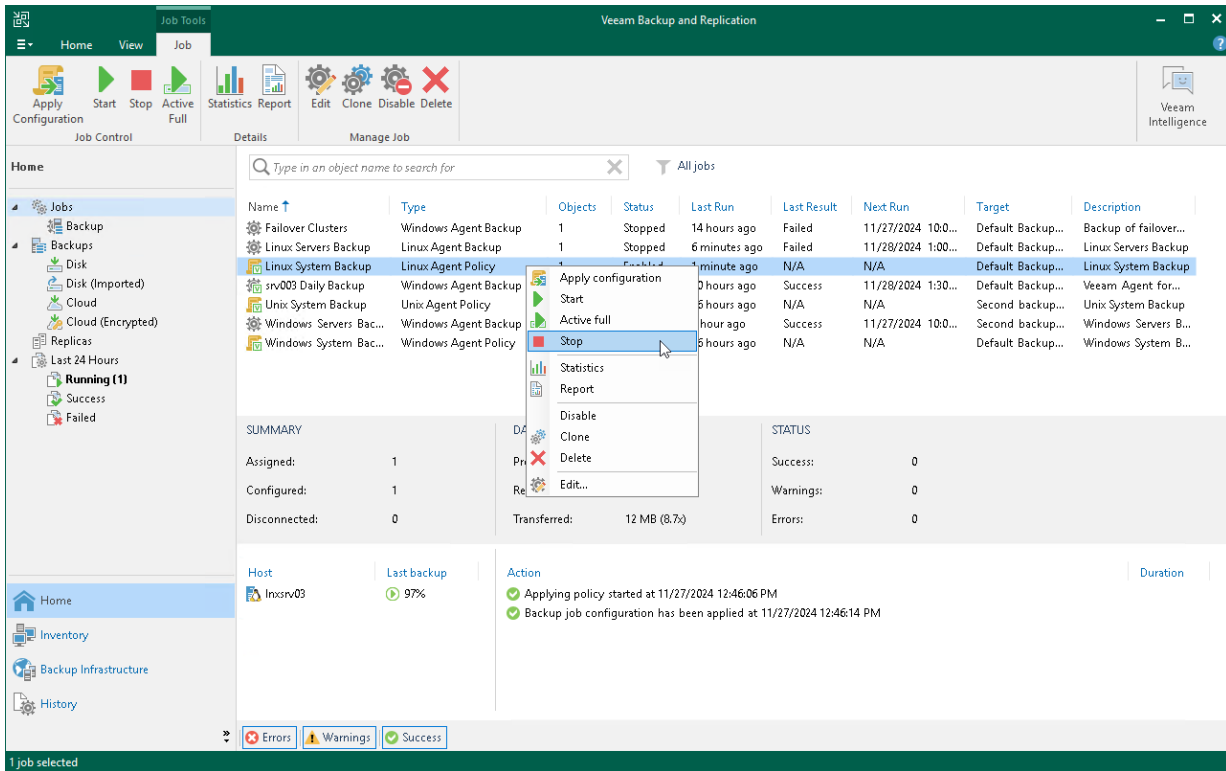 Job Tools
Veeam Backup and Replication
Home View Job
Apply Configuration
Start
Stop
Active Full
Statistics
Report
Edit
Clone
Disable
Delete
Veeam Intelligence
Job Control
Details
Manage Job
Home
Type in an object name to search for
All jobs
Jobs
Backup
Backups
Disk
Disk (Imported)
Cloud
Cloud (Encrypted)
Replicas
Last 24 Hours
Running (1)
Success
Failed
Name Type Objects Status Last Run Last Result Next Run Target Description
Failover Clusters Windows Agent Backup 1 Stopped 14 hours ago Failed 11/27/2024 10:0... Default Backup... Backup of failover...
Linux Servers Backup Linux Agent Backup 1 Stopped 6 minutes ago Failed 11/28/2024 1:00... Default Backup... Linux Servers Backup
Linux System Backup Linux Agent Policy 1 minute ago N/A N/A Default Backup... Linux System Backup
srv003 Daily Backup Windows Agent Backup 0 hours ago Success 11/28/2024 1:30... Default Backup... Veeam Agent for...
Unix System Backup Unix Agent Policy 6 hours ago N/A N/A Second backup... Unix System Backup
Windows Servers Bac... Windows Agent Backup hour ago Success 11/27/2024 10:0... Second backup... Windows Servers B...
Windows System Bac... Windows Agent Policy 6 hours ago N/A N/A Default Backup... Windows System B...
Apply configuration
Start
Active full
Stop
Statistics
Report
Disable
Clone
Delete
Edit...
SUMMARY
Assigned: 1
Configured: 1
Disconnected: 0
Transferred: 12 MB (8.7x)
STATUS
Success: 0
Warnings: 0
Errors: 0
Host Last backup
lnxsrv03 97%
Action Duration
Applying policy started at 11/27/2024 12:46:06 PM
Backup job configuration has been applied at 11/27/2024 12:46:14 PM
Home
Inventory
Backup Infrastructure
History
Errors Warnings Success
1 job selected